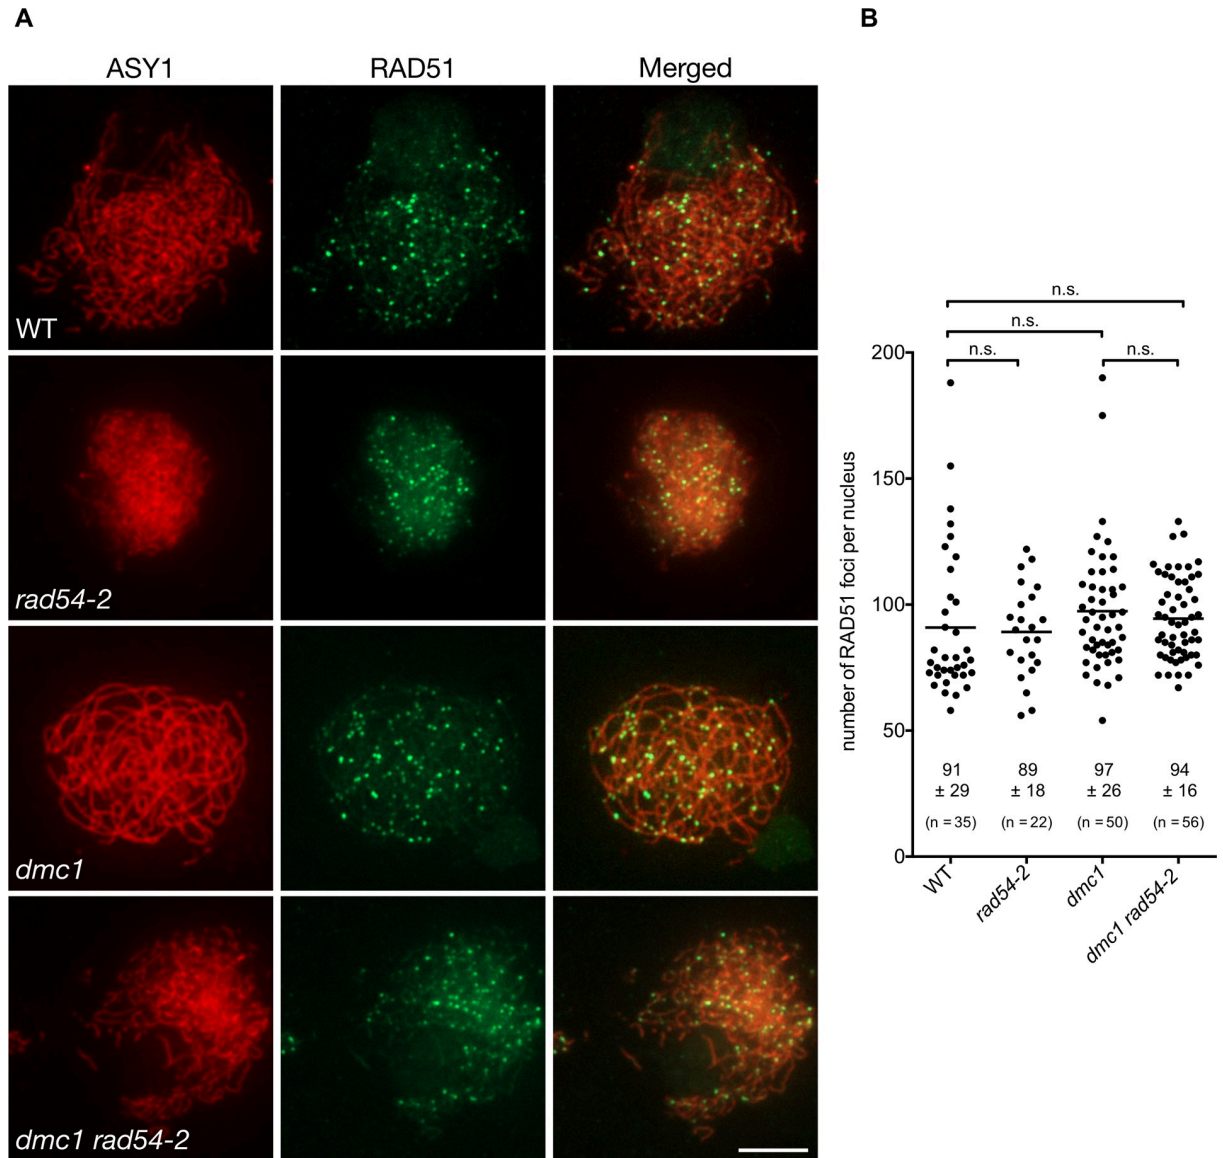 A
ASY1
RAD51
Merged
WT
rad54-2
dmc1
dmc1 rad54-2
B
n.s.
n.s.
n.s.
n.s.
number of RAD51 foci per nucleus
200
150
100
50
0
91
± 29
(n = 35)
89
± 18
(n = 22)
97
± 26
(n = 50)
94
± 16
(n = 56)
WT
rad54-2
dmc1
dmc1 rad54-2